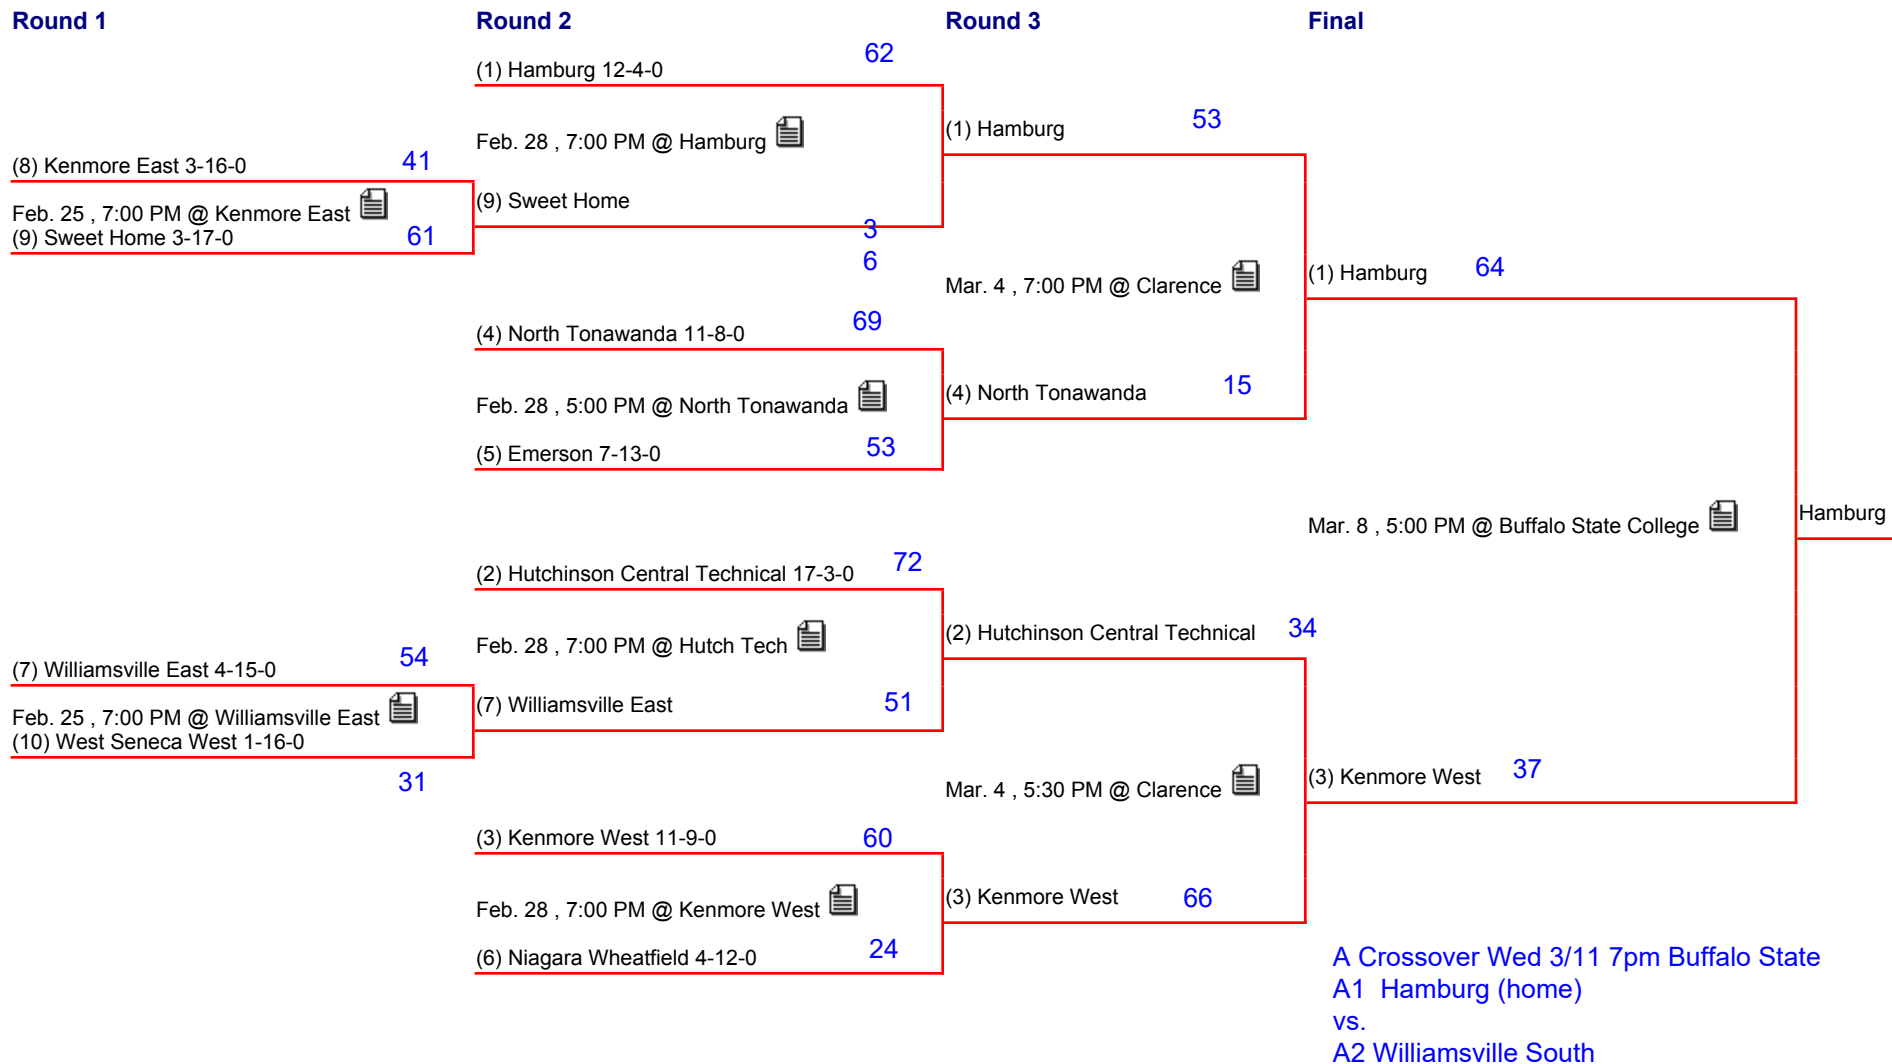 Round 1
Round 2
Round 3
Final
62
(1) Hamburg 12-4-0
Feb. 28 , 7:00 PM @ Hamburg
(1) Hamburg
53
(8) Kenmore East 3-16-0
41
Feb. 25 , 7:00 PM @ Kenmore East
(9) Sweet Home 3-17-0
61
(9) Sweet Home
3
6
Mar. 4 , 7:00 PM @ Clarence
(1) Hamburg
64
(4) North Tonawanda 11-8-0
69
Feb. 28 , 5:00 PM @ North Tonawanda
(4) North Tonawanda
15
(5) Emerson 7-13-0
53
Mar. 8 , 5:00 PM @ Buffalo State College
Hamburg
(2) Hutchinson Central Technical 17-3-0
72
Feb. 28 , 7:00 PM @ Hutch Tech
(2) Hutchinson Central Technical
34
(7) Williamsville East 4-15-0
54
Feb. 25 , 7:00 PM @ Williamsville East
(10) West Seneca West 1-16-0
31
(7) Williamsville East
51
Mar. 4 , 5:30 PM @ Clarence
(3) Kenmore West
37
(3) Kenmore West 11-9-0
60
Feb. 28 , 7:00 PM @ Kenmore West
(3) Kenmore West
66
(6) Niagara Wheatfield 4-12-0
24
A Crossover Wed 3/11 7pm Buffalo State
A1 Hamburg (home)
vs.
A2 Williamsville South